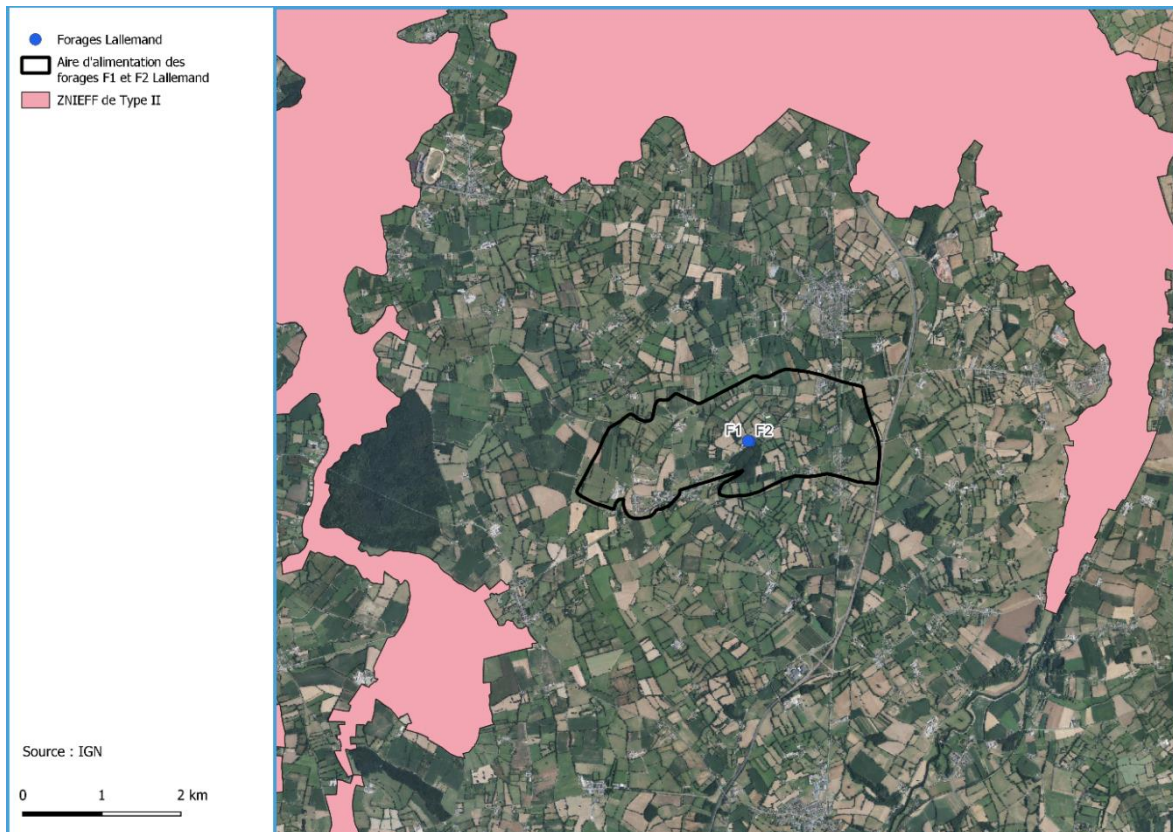 Forages Lallemand
Aire d'alimentation des
forages F1 et F2 Lallemand
ZNIEFF de Type II
F1 F2
Source : IGN
0 1 2 km